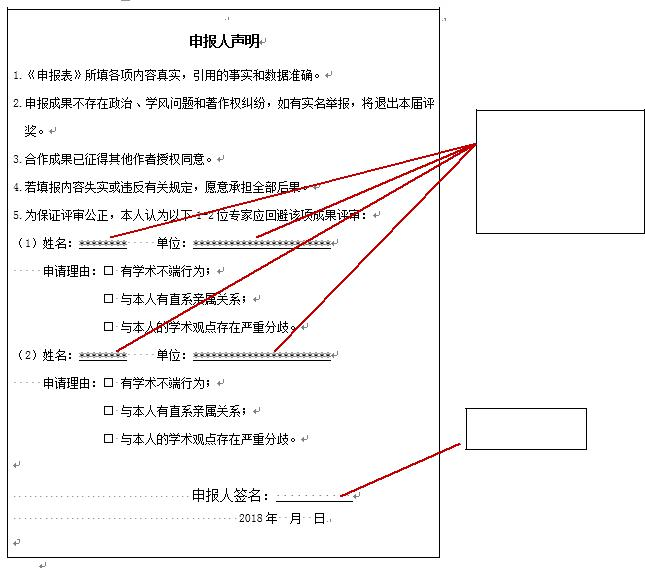 申报人声明
1.《申报表》所填各项内容真实，引用的事实和数据准确。
2.申报成果不存在政治、学风问题和著作权纠纷，如有实名举报，将退出本届评
奖。
3.合作成果已征得其他作者授权同意。
4.若填报内容失实或违反有关规定，愿意承担全部后果。
5.为保证评审公正，本人认为以下 1-2 位专家应回避该项成果评审：
（1）姓名：******** 单位：***********************
申请理由：□ 有学术不端行为；
□ 与本人有直系亲属关系；
□ 与本人的学术观点存在严重分歧。
（2）姓名：******** 单位：***********************
申请理由：□ 有学术不端行为；
□ 与本人有直系亲属关系；
□ 与本人的学术观点存在严重分歧。
申报人签名：
2018 年 月 日